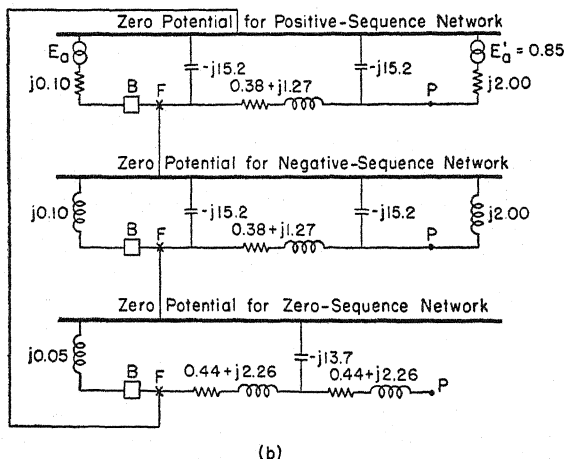 Zero Potential for Positive-Sequence Network
Ea
E'a = 0.85
j0.10
-j15.2
-j15.2
j2.00
B
F
0.38+j1.27
P
Zero Potential for Negative-Sequence Network
j0.10
-j15.2
-j15.2
j2.00
B
F
0.38+j1.27
P
Zero Potential for Zero-Sequence Network
j0.05
-j13.7
B
F
0.44+j2.26
0.44+j2.26
P
(b)